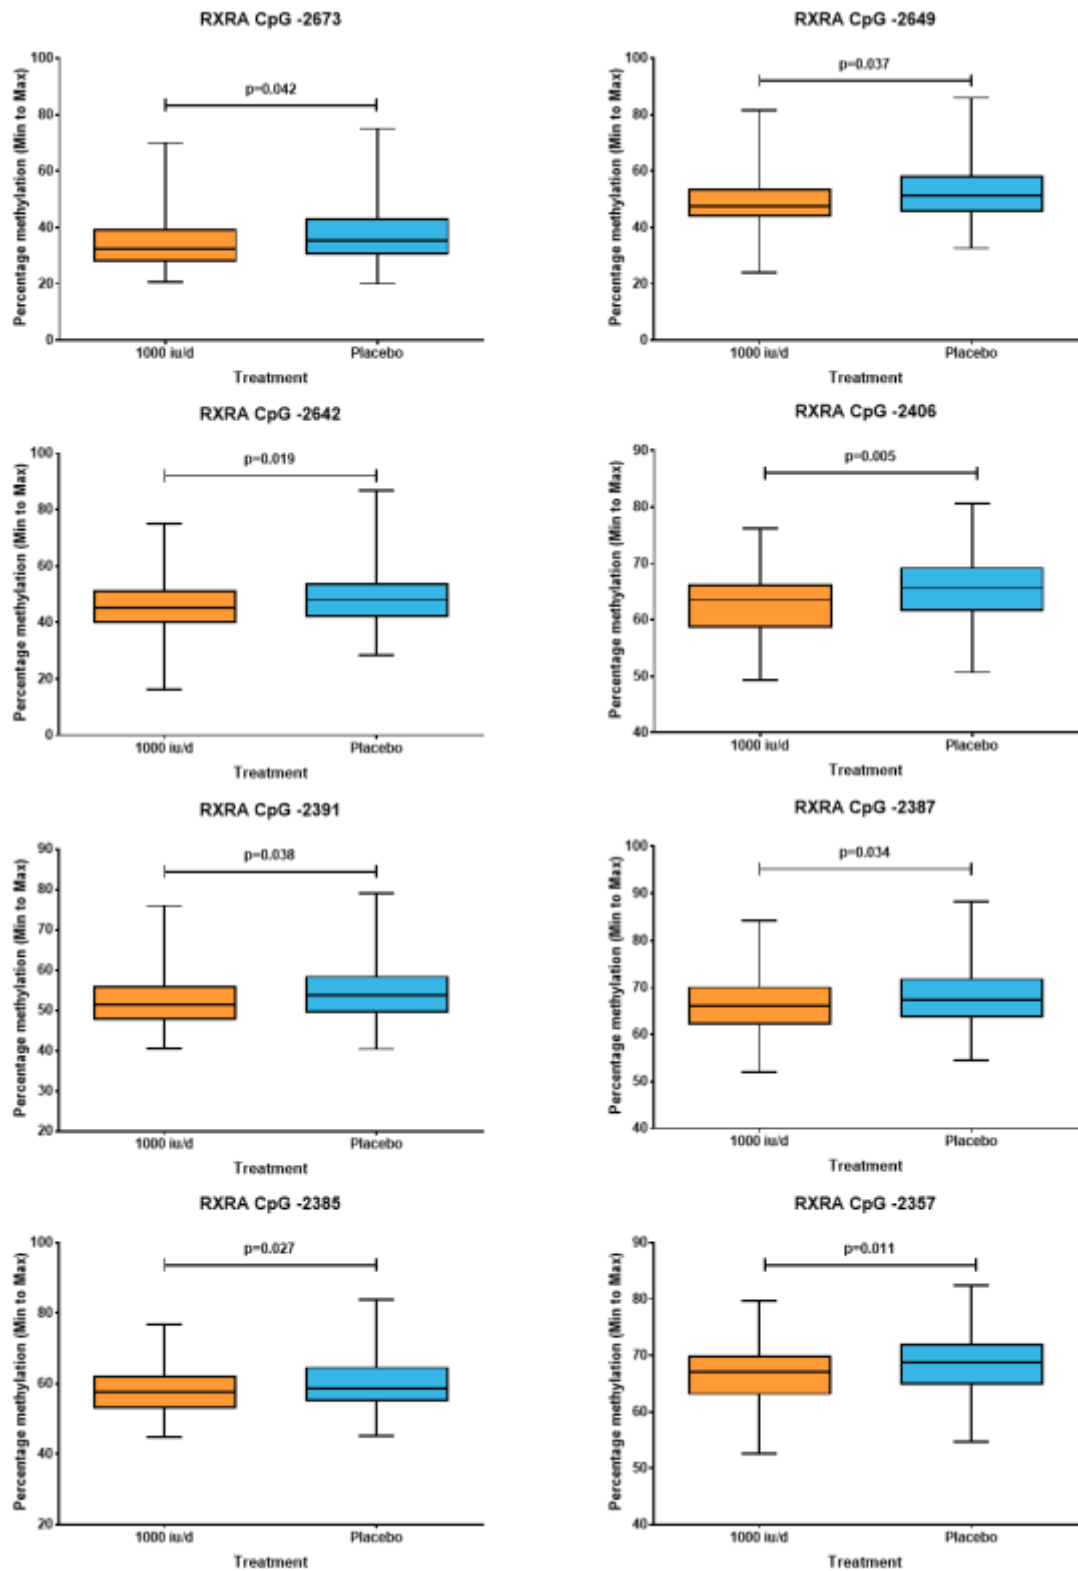 RXRA CpG -2673
Percentage methylation (Min to Max)
100
80
60
40
20
0
p=0.042
1000 iu/d
Placebo
Treatment
RXRA CpG -2649
Percentage methylation (Min to Max)
100
80
60
40
20
0
p=0.037
1000 iu/d
Placebo
Treatment
RXRA CpG -2642
Percentage methylation (Min to Max)
100
80
60
40
20
0
p=0.019
1000 iu/d
Placebo
Treatment
RXRA CpG -2406
Percentage methylation (Min to Max)
90
80
70
60
50
40
p=0.005
1000 iu/d
Placebo
Treatment
RXRA CpG -2391
Percentage methylation (Min to Max)
90
80
70
60
50
40
30
20
p=0.038
1000 iu/d
Placebo
Treatment
RXRA CpG -2387
Percentage methylation (Min to Max)
100
90
80
70
60
50
40
p=0.034
1000 iu/d
Placebo
Treatment
RXRA CpG -2385
Percentage methylation (Min to Max)
100
80
60
40
20
p=0.027
1000 iu/d
Placebo
Treatment
RXRA CpG -2357
Percentage methylation (Min to Max)
90
80
70
60
50
40
p=0.011
1000 iu/d
Placebo
Treatment